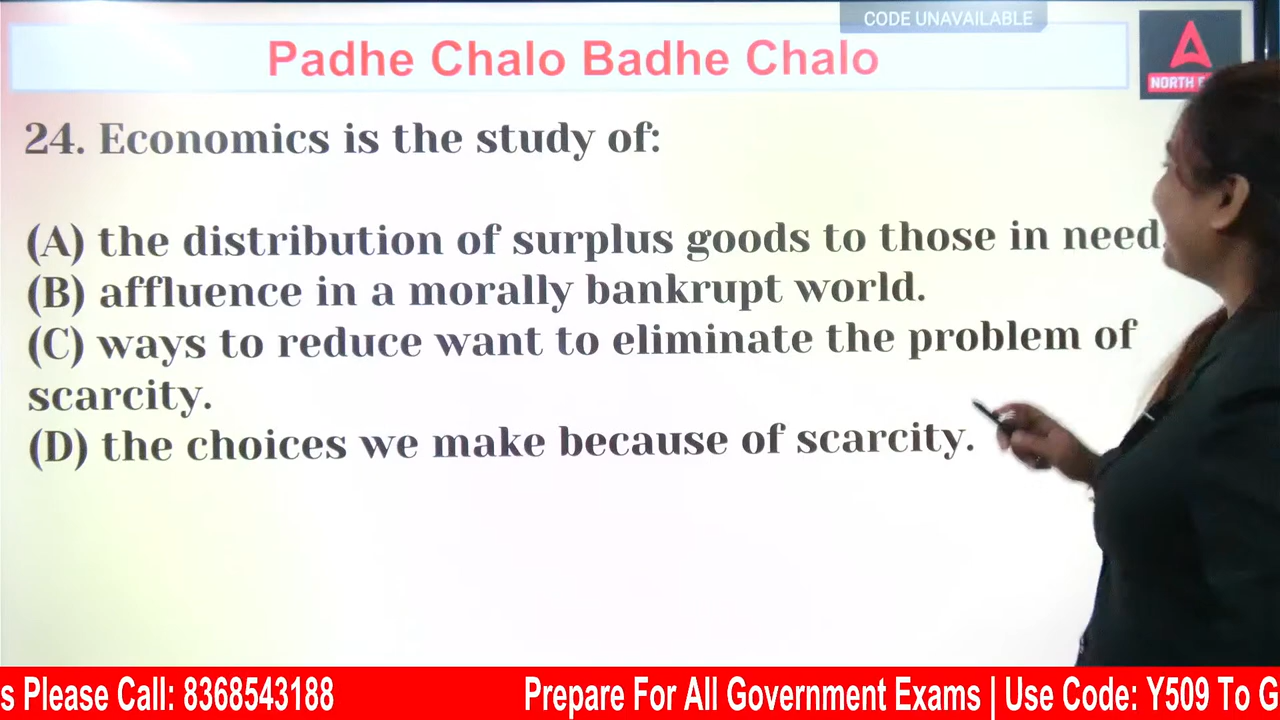 CODE UNAVAILABLE
Padhe Chalo Badhe Chalo
NORTH
24. Economics is the study of:
(A) the distribution of surplus goods to those in need.
(B) affluence in a morally bankrupt world.
(C) ways to reduce want to eliminate the problem of
scarcity.
(D) the choices we make because of scarcity.
s Please Call: 8368543188 Prepare For All Government Exams | Use Code: Y509 To G